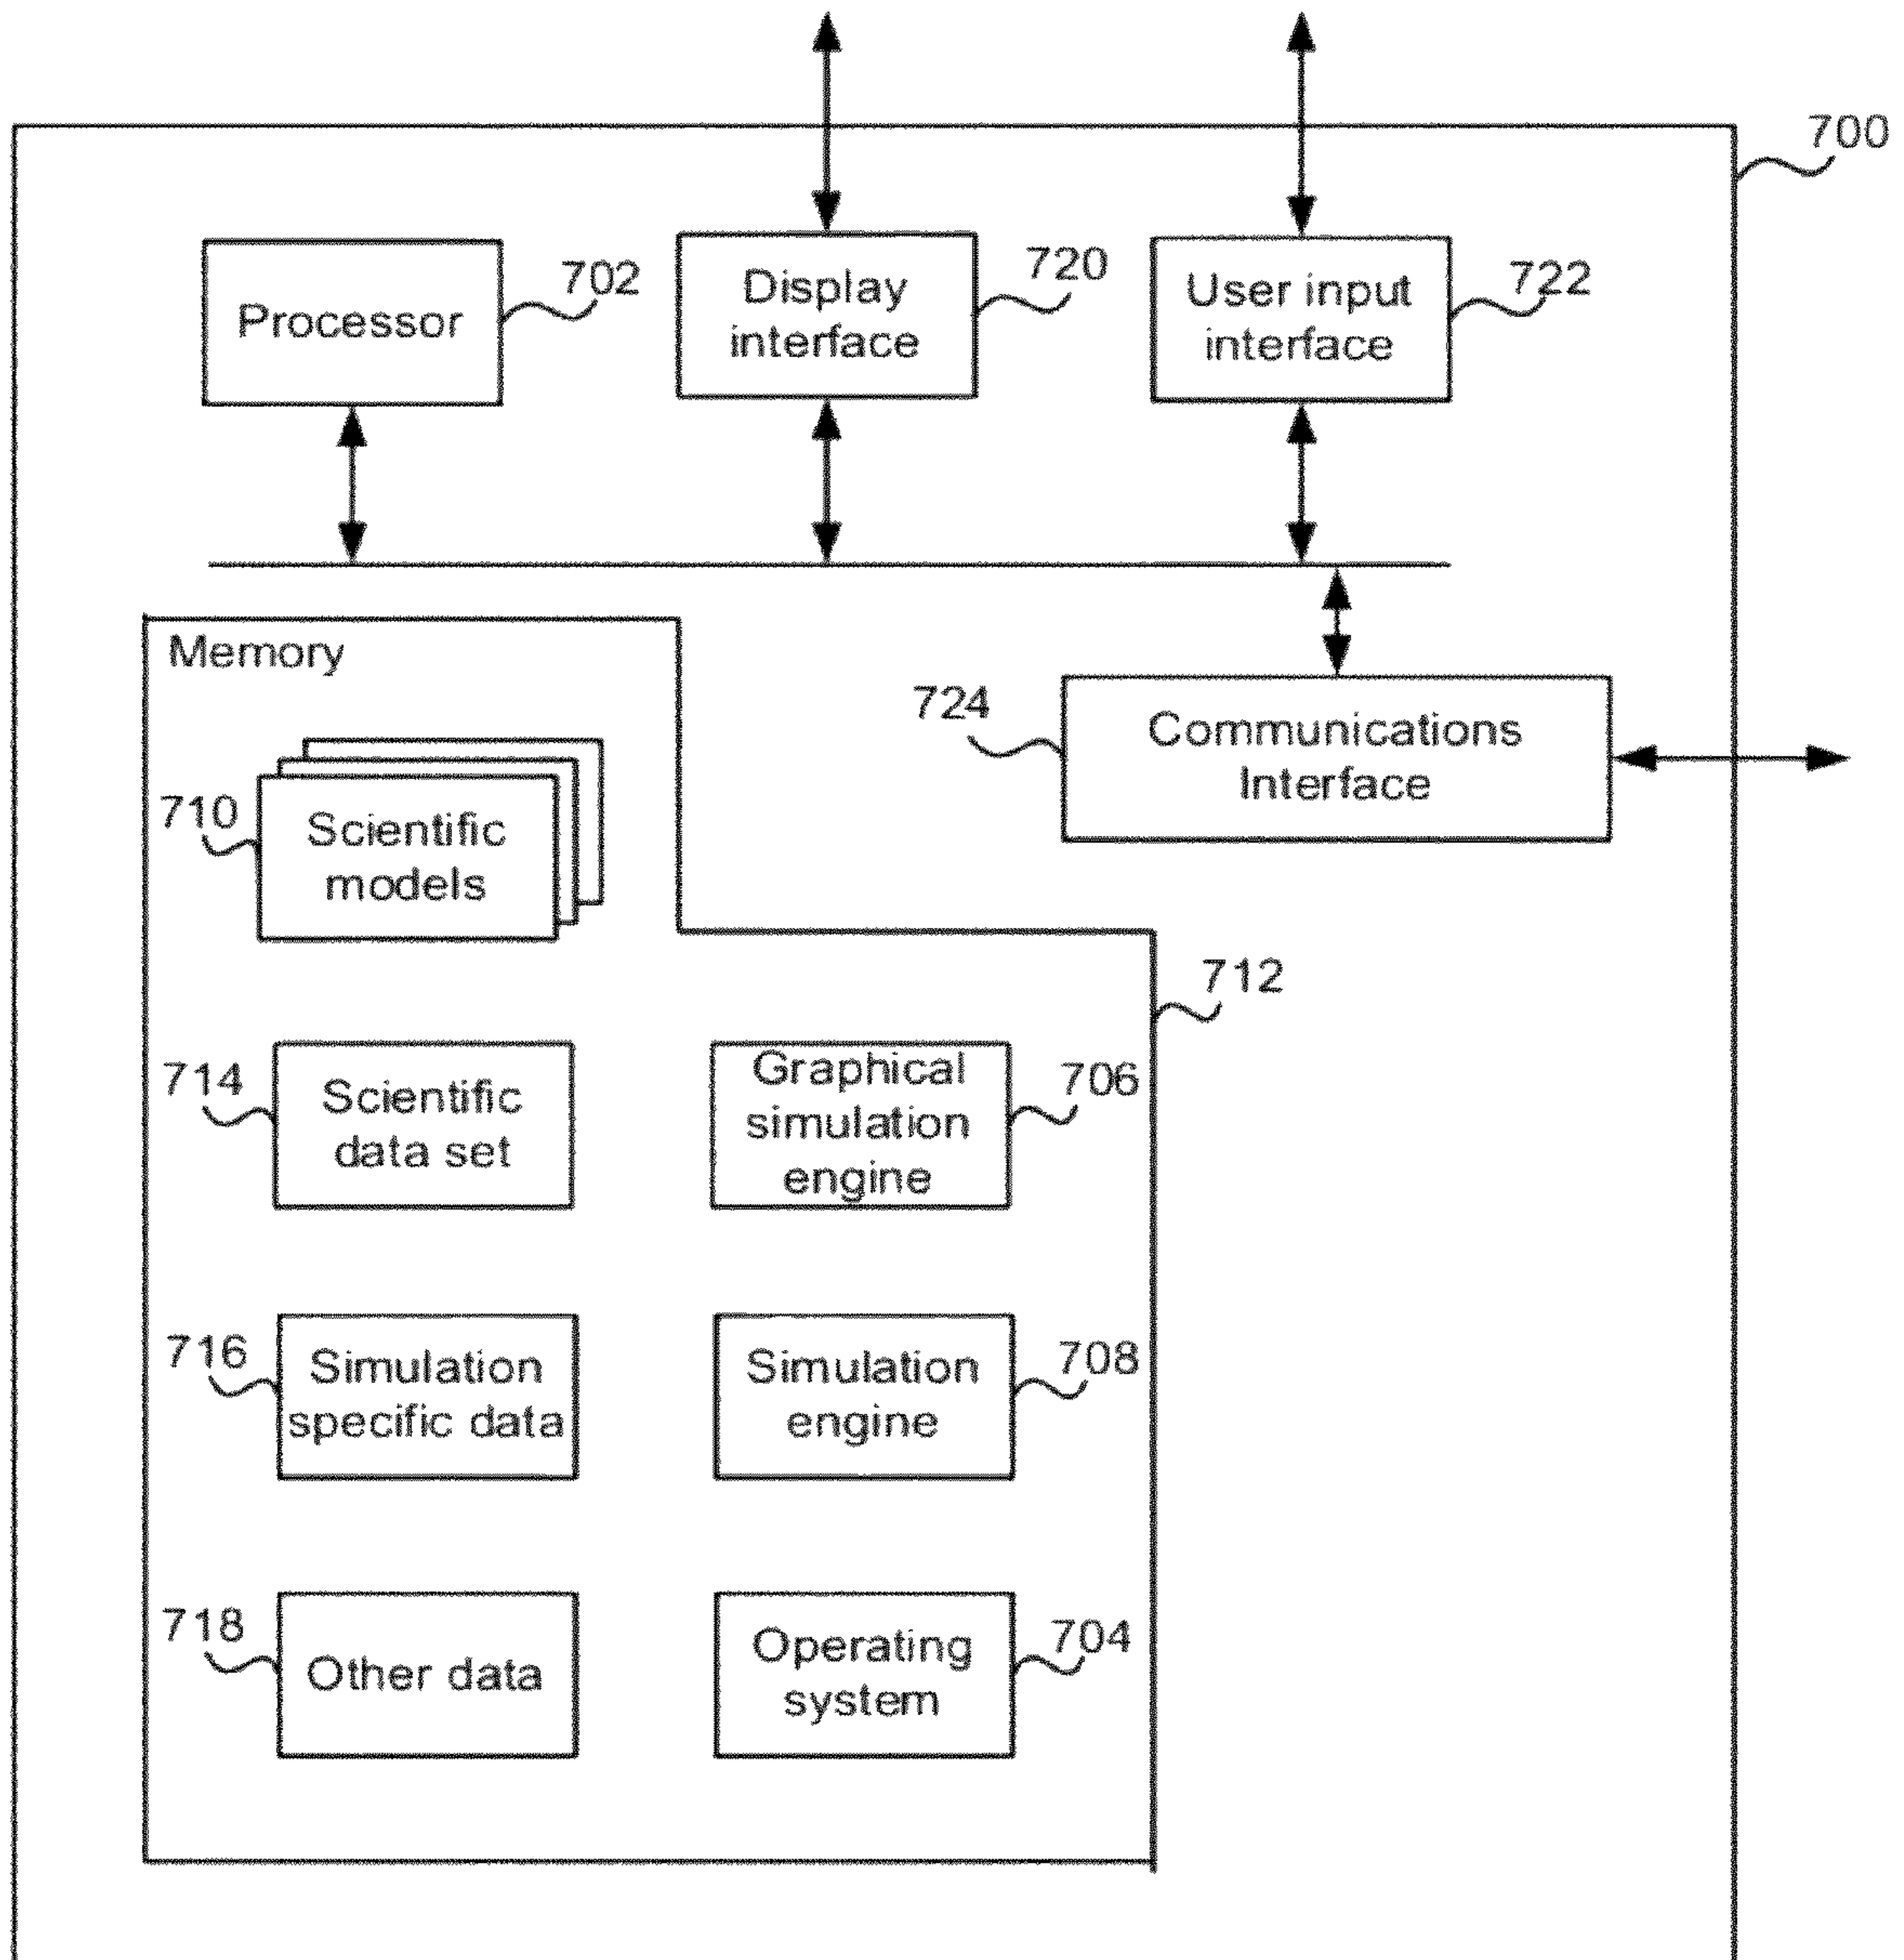 700
Processor
702
Display
interface
720
User input
interface
722
Memory
724
Communications
Interface
710
Scientific
models
712
714
Scientific
data set
Graphical
simulation
engine
706
716
Simulation
specific data
Simulation
engine
708
718
Other data
Operating
system
704